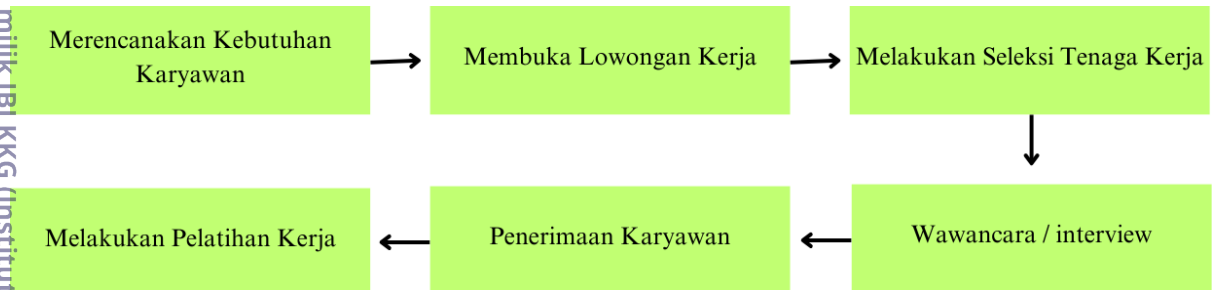 Merencanakan Kebutuhan
Karyawan
Membuka Lowongan Kerja
Melakukan Seleksi Tenaga Kerja
Wawancara / interview
Penerimaan Karyawan
Melakukan Pelatihan Kerja
milik IBI KKG (Institut